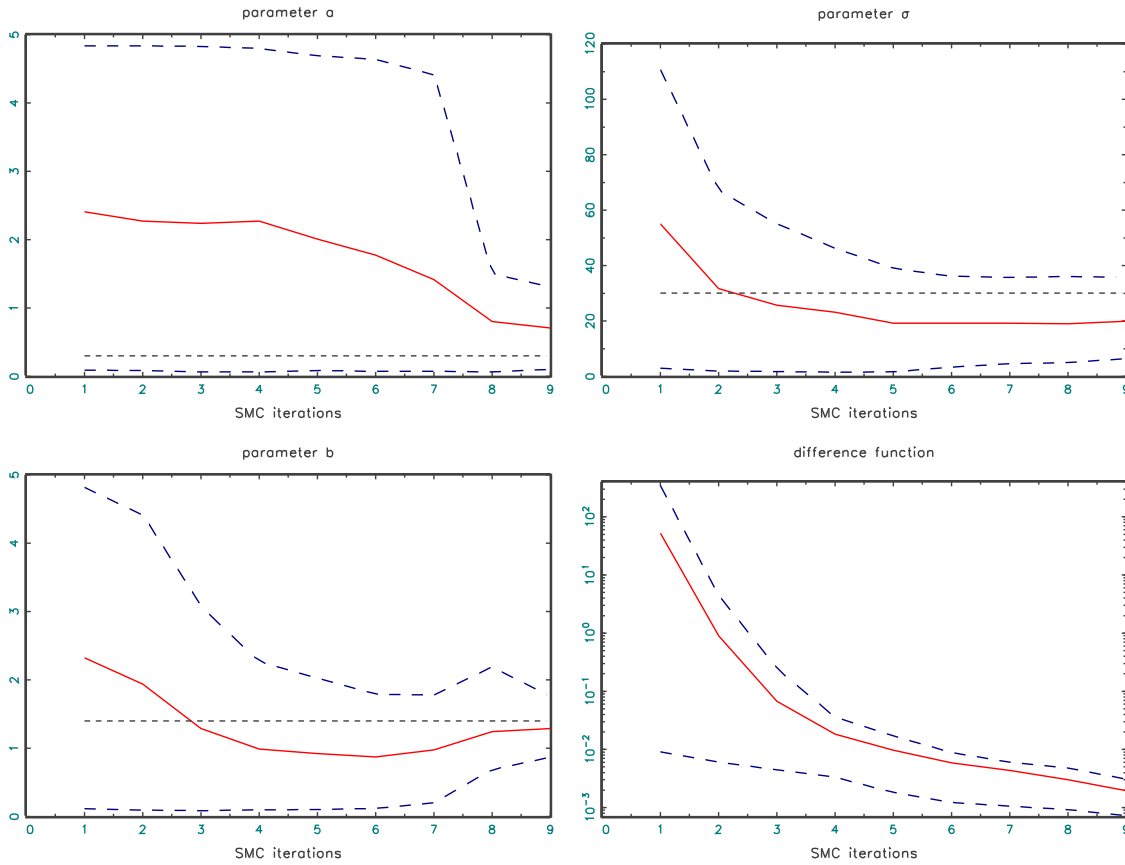 parameter a
5
4
3
2
1
0
0 1 2 3 4 5 6 7 8 9
SMC iterations
parameter σ
120
100
80
60
40
20
0
0 1 2 3 4 5 6 7 8 9
SMC iterations
parameter b
5
4
3
2
1
0
0 1 2 3 4 5 6 7 8 9
SMC iterations
difference function
10²
10¹
10⁰
10⁻¹
10⁻²
10⁻³
0 1 2 3 4 5 6 7 8 9
SMC iterations